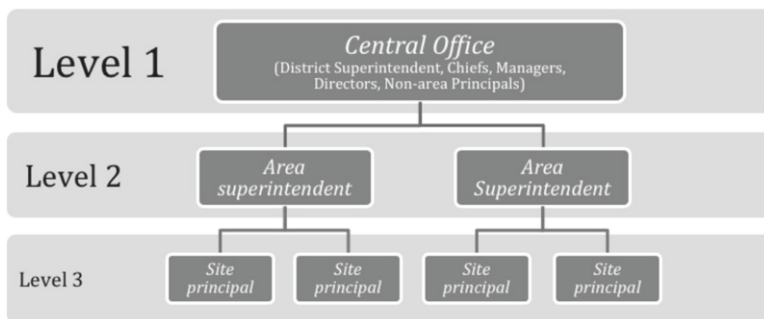 Level 1
Central Office
(District Superintendent, Chiefs, Managers,
Directors, Non-area Principals)
Level 2
Area
superintendent
Area
Superintendent
Level 3
Site
principal
Site
principal
Site
principal
Site
principal